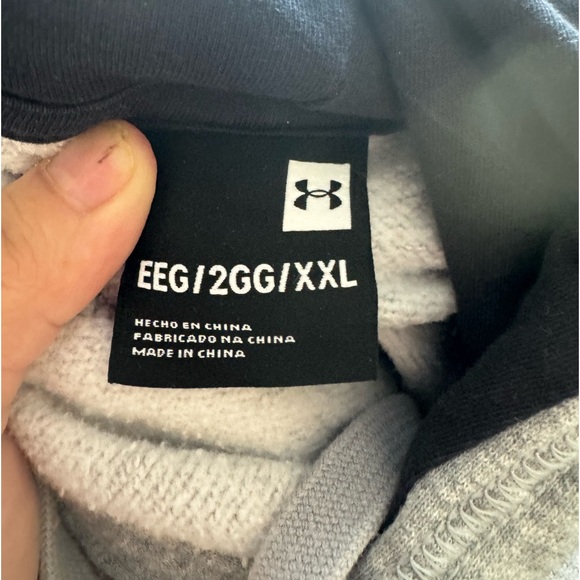 EEG/2GG/XXL
HECHO EN CHINA
FABRICADO NA CHINA
MADE IN CHINA